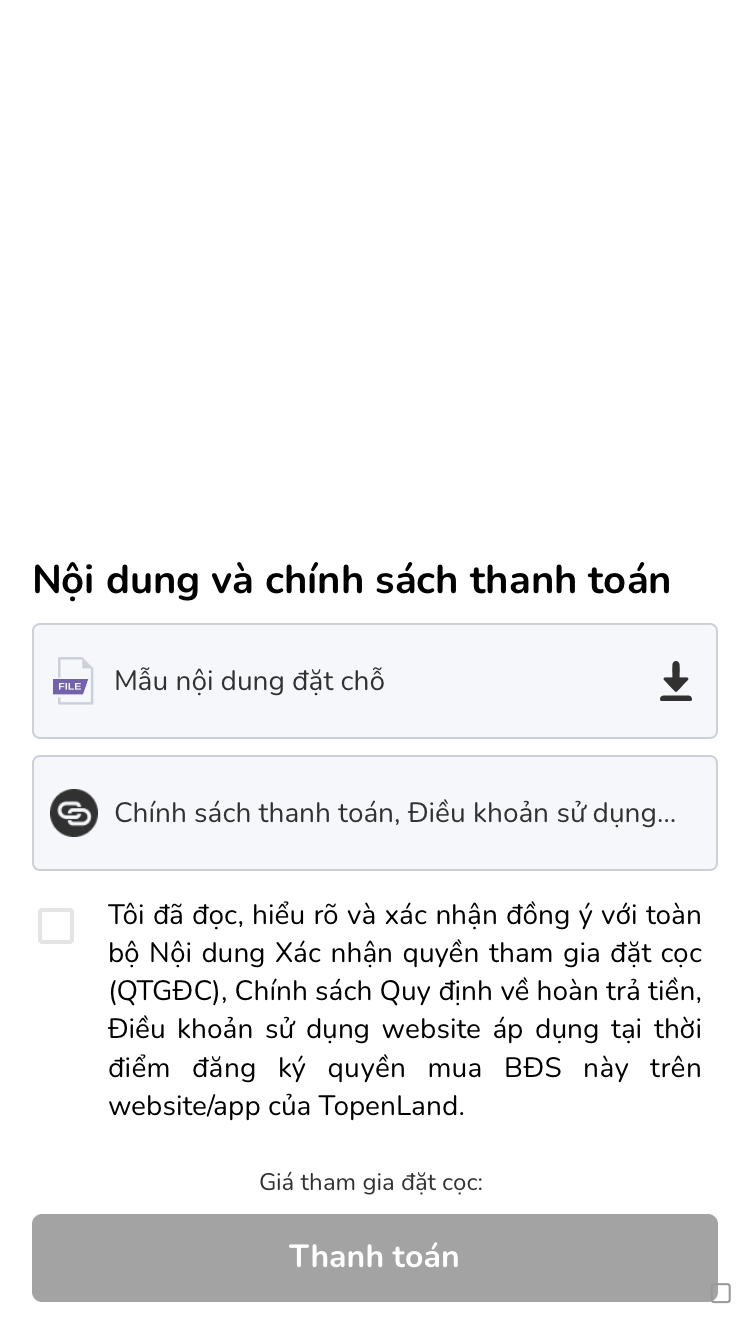 Nội dung và chính sách thanh toán
FILE
Mẫu nội dung đặt chỗ
Chính sách thanh toán, Điều khoản sử dụng...
Tôi đã đọc, hiểu rõ và xác nhận đồng ý với toàn
bộ Nội dung Xác nhận quyền tham gia đặt cọc
(QTGĐC), Chính sách Quy định về hoàn trả tiền,
Điều khoản sử dụng website áp dụng tại thời
điểm đăng ký quyền mua BĐS này trên
website/app của TopenLand.
Giá tham gia đặt cọc:
Thanh toán